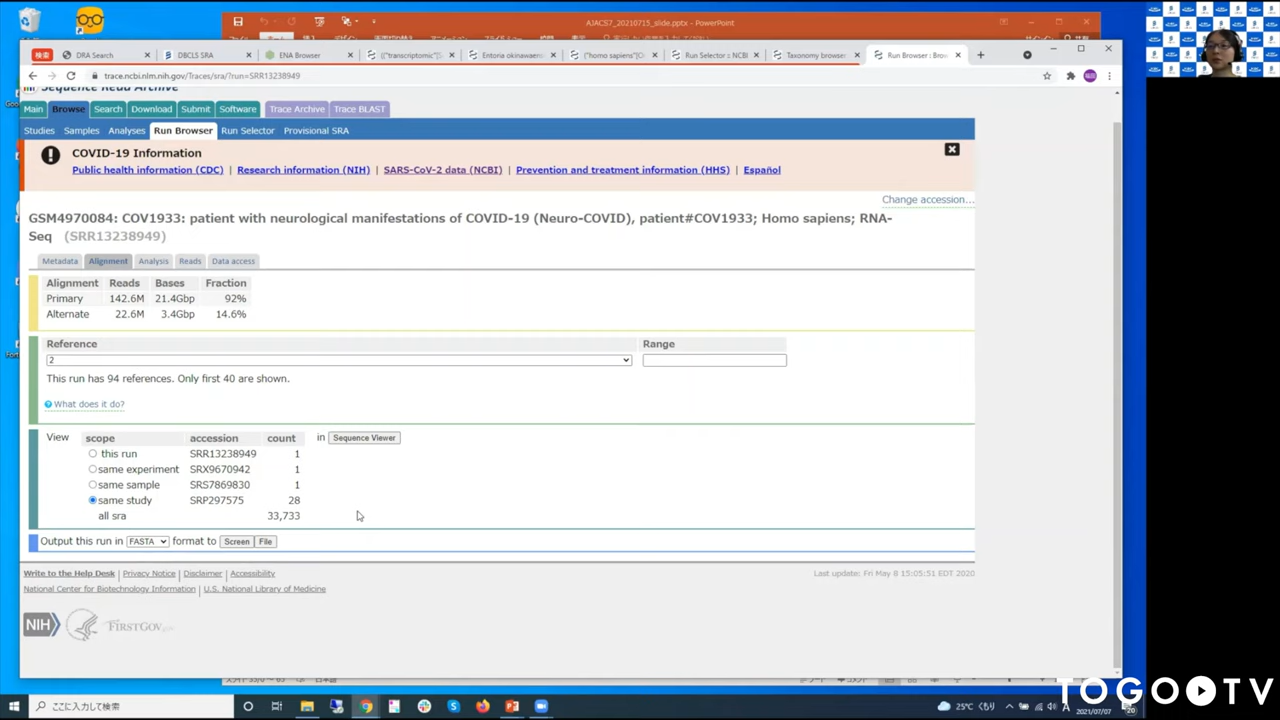 AJACS7_20210715_slide.pptx - PowerPoint
検索
DRA Search
DBCLS SRA
ENA Browser
Entoria okinawaens
("homo sapiens"[O
Run Selector :: NCBI
Taxonomy browser
Run Browser : Brow
trace.ncbi.nlm.nih.gov/Traces/sra/?run=SRR13238949
Sequence Read Archive
Main Browse Search Download Submit Software Trace Archive Trace BLAST
Studies Samples Analyses Run Browser Run Selector Provisional SRA
COVID-19 Information
Public health information (CDC) | Research information (NIH) | SARS-CoV-2 data (NCBI) | Prevention and treatment information (HHS) | Español
Change accession...
GSM4970084: COV1933: patient with neurological manifestations of COVID-19 (Neuro-COVID), patient#COV1933; Homo sapiens; RNA-
Seq (SRR13238949)
Metadata Alignment Analysis Reads Data access
Alignment Reads Bases Fraction
Primary 142.6M 21.4Gbp 92%
Alternate 22.6M 3.4Gbp 14.6%
Reference Range
2
This run has 94 references. Only first 40 are shown.
What does it do?
View scope accession count in Sequence Viewer
this run SRR13238949 1
same experiment SRX9670942 1
same sample SRS7869830 1
same study SRP297575 28
all sra 33,733
Output this run in FASTA format to Screen File
Write to the Help Desk | Privacy Notice | Disclaimer | Accessibility
Last update: Fri May 8 15:05:51 EDT 2020
National Center for Biotechnology Information | U.S. National Library of Medicine
NIH
FIRSTGOV
ここに入力して検索
25°C くもり
2021/07/07
20
TOGO TV